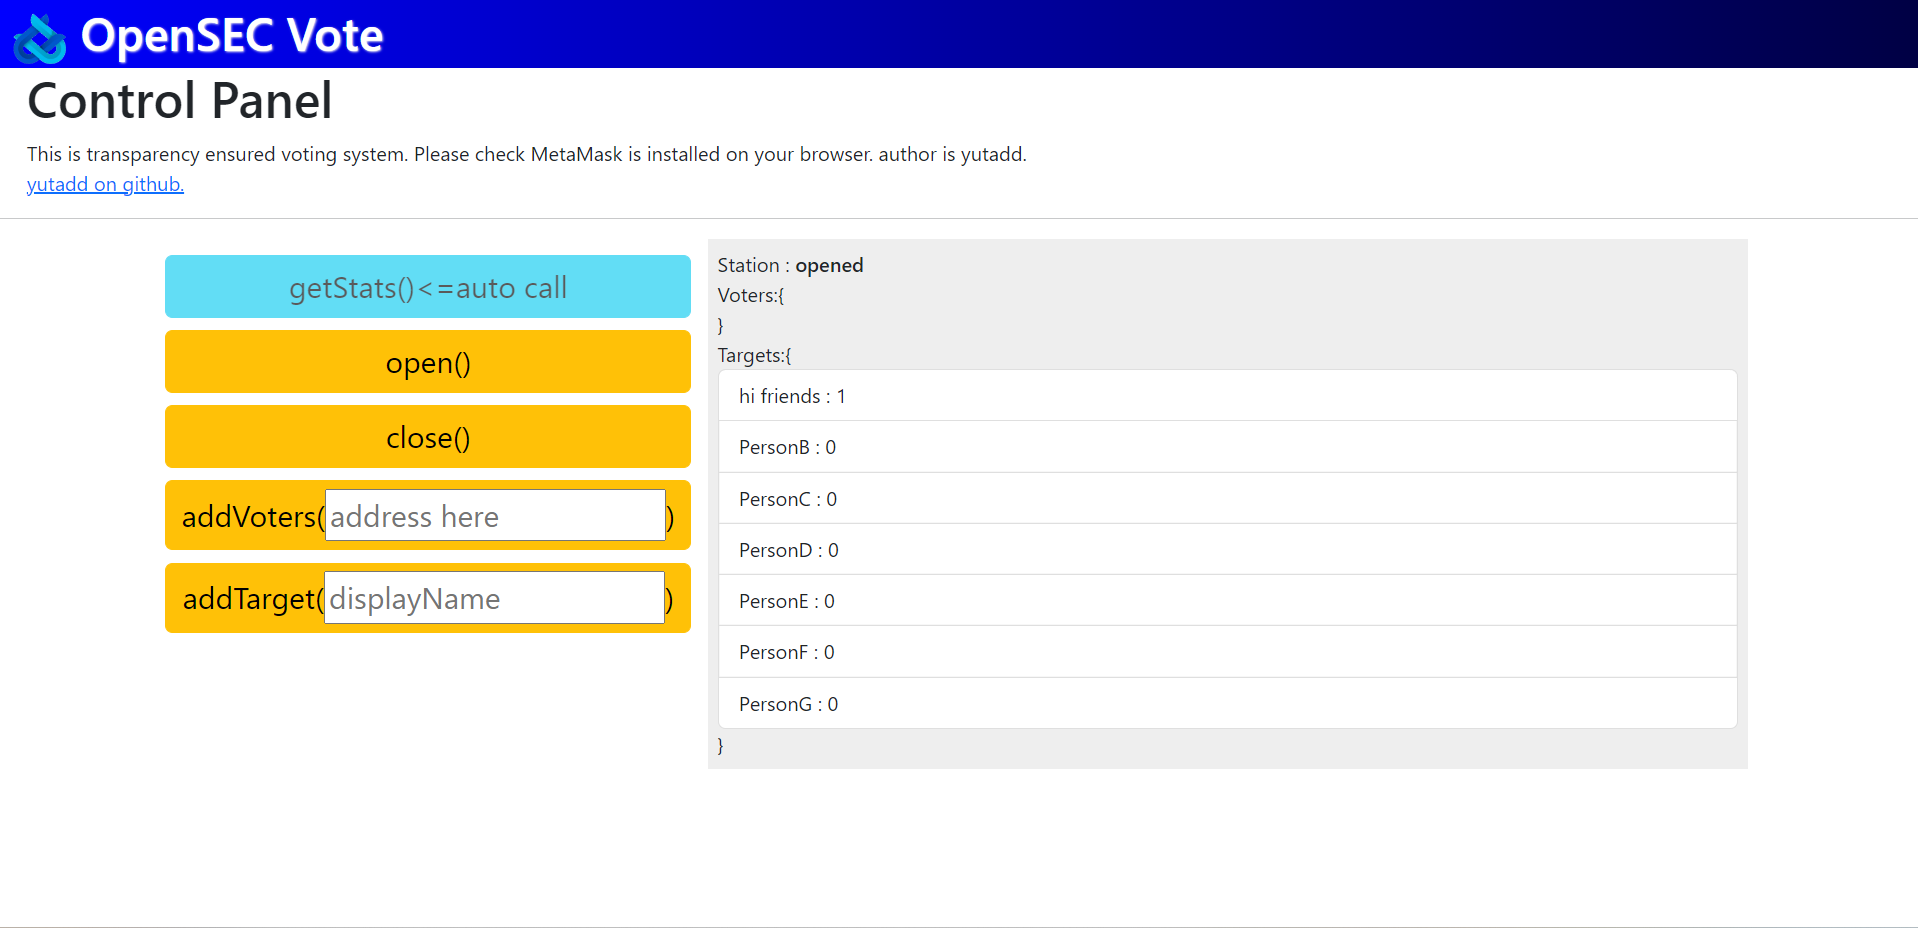 OpenSEC Vote
Control Panel
This is transparency ensured voting system. Please check MetaMask is installed on your browser. author is yutadd.
yutadd on github.
getStats()<=auto call
open()
close()
addVoters(address here)
addTarget(displayName)
Station : opened
Voters:{
}
Targets:{
hi friends : 1
PersonB : 0
PersonC : 0
PersonD : 0
PersonE : 0
PersonF : 0
PersonG : 0
}